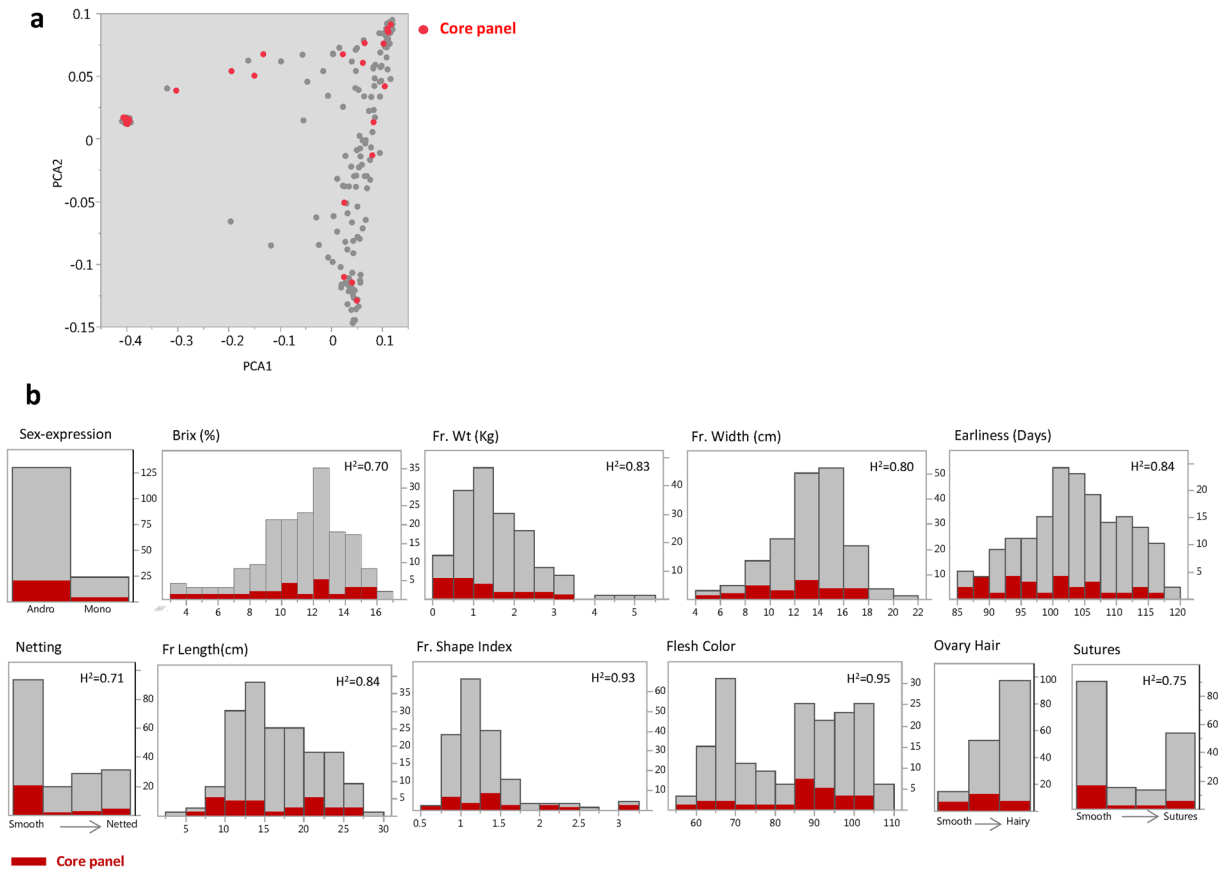 a
Core panel
0.1
0.05
0
-0.05
-0.1
-0.15
PCA2
-0.4 -0.3 -0.2 -0.1 0 0.1
PCA1
b
Sex-expression
125
100
75
50
25
Andro Mono
Brix (%)
H²=0.70
4 6 8 10 12 14 16
35
30
25
20
15
10
5
Fr. Wt (Kg)
H²=0.83
0 1 2 3 4 5
40
30
20
10
Fr. Width (cm)
H²=0.80
4 6 8 10 12 14 16 18 20 22
50
40
30
20
10
Earliness (Days)
H²=0.84
85 90 95 100 105 110 115 120
20
15
10
5
Netting
H²=0.71
Smooth Netted
80
60
40
20
Fr Length(cm)
H²=0.84
5 10 10 15 20 25 30
35
30
25
20
15
10
5
Fr. Shape Index
H²=0.93
0.5 1 1.5 2 2.5 3
60
50
40
30
20
10
Flesh Color
H²=0.95
60 70 80 90 100 110
30
25
20
15
10
5
Ovary Hair
100
80
60
40
20
Smooth Hairy
Sutures
H²=0.75
80
60
40
20
Smooth Sutures
Core panel